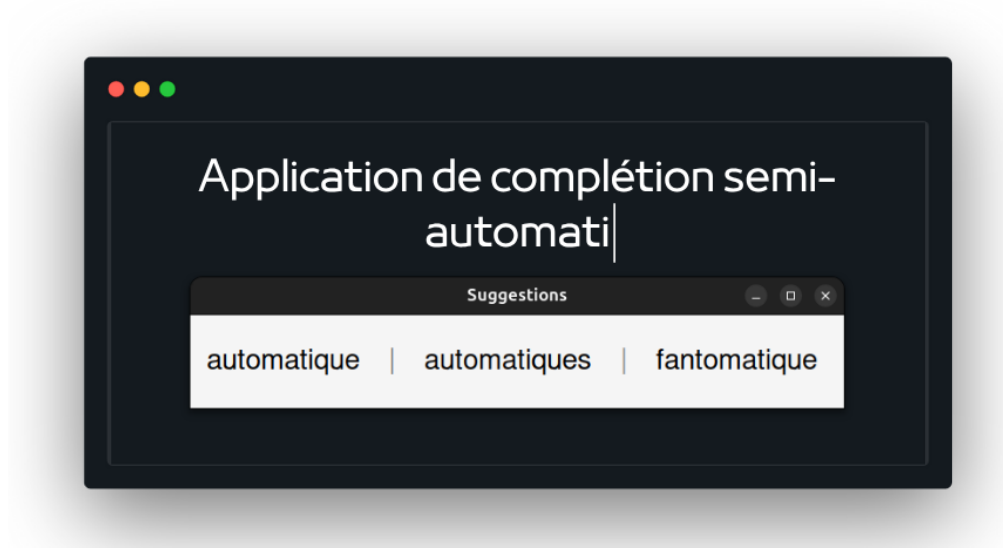 Application de complétion semi-
automati
Suggestions
automatique | automatiques | fantomatique